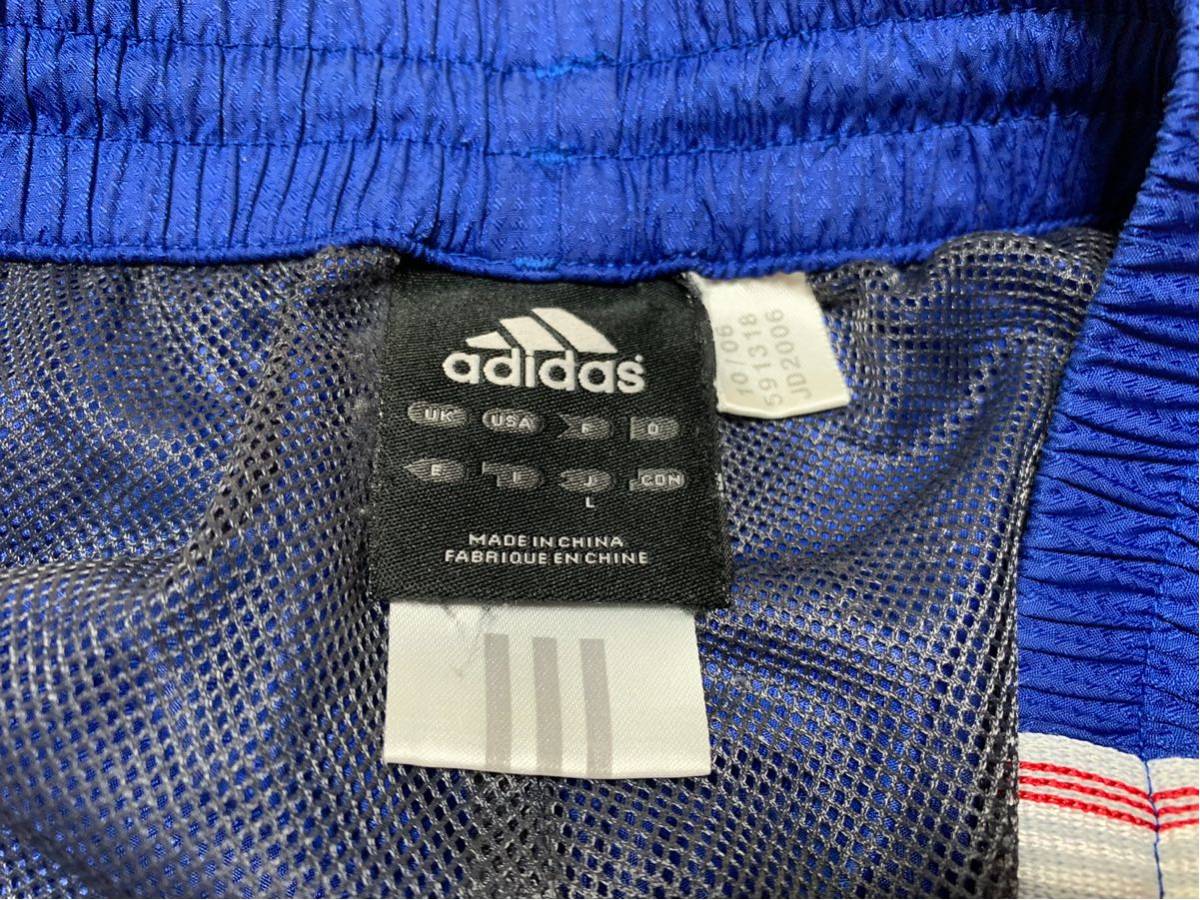 adidas
UK USA F D
E I J CDN
L
MADE IN CHINA
FABRIQUE EN CHINE
10/06
591318
JD2006